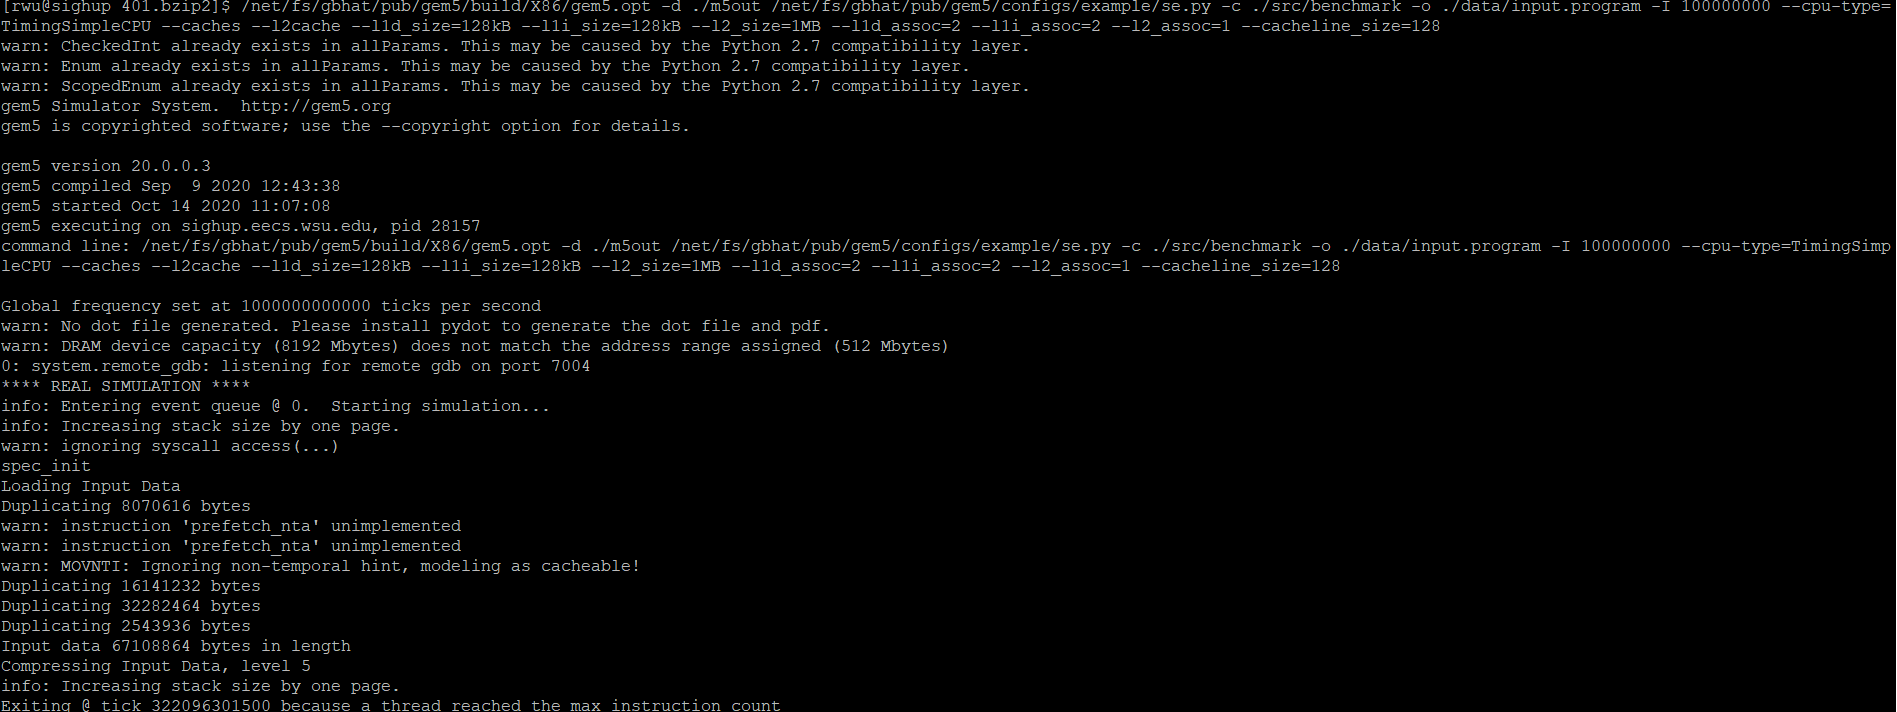 [rwu@sighup 401.bzip2]$ /net/fs/gbhat/pub/gem5/build/X86/gem5.opt -d ./m5out /net/fs/gbhat/pub/gem5/configs/example/se.py -c ./src/benchmark -o ./data/input.program -I 100000000 --cpu-type=
TimingSimpleCPU --caches --l2cache --l1d_size=128kB --l1i_size=128kB --l2_size=1MB --l1d_assoc=2 --l1i_assoc=2 --l2_assoc=1 --cacheline_size=128
warn: CheckedInt already exists in allParams. This may be caused by the Python 2.7 compatibility layer.
warn: Enum already exists in allParams. This may be caused by the Python 2.7 compatibility layer.
warn: ScopedEnum already exists in allParams. This may be caused by the Python 2.7 compatibility layer.
gem5 Simulator System.  http://gem5.org
gem5 is copyrighted software; use the --copyright option for details.

gem5 version 20.0.0.3
gem5 compiled Sep  9 2020 12:43:38
gem5 started Oct 14 2020 11:07:08
gem5 executing on sighup.eecs.wsu.edu, pid 28157
command line: /net/fs/gbhat/pub/gem5/build/X86/gem5.opt -d ./m5out /net/fs/gbhat/pub/gem5/configs/example/se.py -c ./src/benchmark -o ./data/input.program -I 100000000 --cpu-type=TimingSimp
leCPU --caches --l2cache --l1d_size=128kB --l1i_size=128kB --l2_size=1MB --l1d_assoc=2 --l1i_assoc=2 --l2_assoc=1 --cacheline_size=128

Global frequency set at 1000000000000 ticks per second
warn: No dot file generated. Please install pydot to generate the dot file and pdf.
warn: DRAM device capacity (8192 Mbytes) does not match the address range assigned (512 Mbytes)
0: system.remote_gdb: listening for remote gdb on port 7004
**** REAL SIMULATION ****
info: Entering event queue @ 0.  Starting simulation...
info: Increasing stack size by one page.
warn: ignoring syscall access(...)
spec_init
Loading Input Data
Duplicating 8070616 bytes
warn: instruction 'prefetch_nta' unimplemented
warn: instruction 'prefetch_nta' unimplemented
warn: MOVNTI: Ignoring non-temporal hint, modeling as cacheable!
Duplicating 16141232 bytes
Duplicating 32282464 bytes
Duplicating 2543936 bytes
Input data 67108864 bytes in length
Compressing Input Data, level 5
info: Increasing stack size by one page.
Exiting @ tick 322096301500 because a thread reached the max instruction count